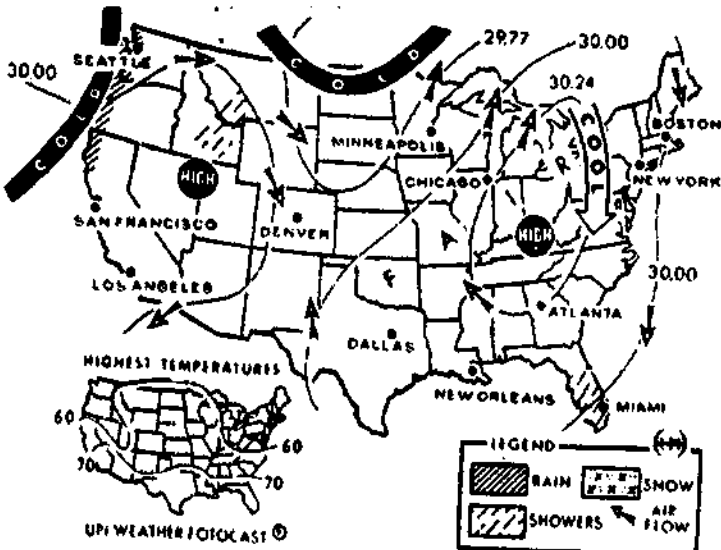 29.77
30.00
SEATTLE
COLD
COLD
30.00
30.24
MINNEAPOLIS
COOL
BOSTON
CHICAGO
NEW YORK
HIGH
SAN FRANCISCO
DENVER
FAIR
HIGH
LOS ANGELES
30.00
ATLANTA
DALLAS
HIGHEST TEMPERATURES
NEW ORLEANS
MIAMI
60
60
70
70
LEGEND
RAIN
SNOW
SHOWERS
AIR
FLOW
UPI WEATHER FOTOCAST ®